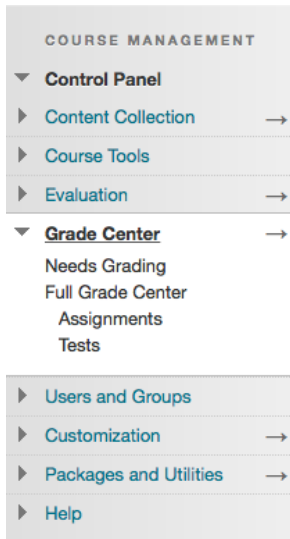 COURSE MANAGEMENT
Control Panel
Content Collection →
Course Tools
Evaluation →
Grade Center →
Needs Grading
Full Grade Center
Assignments
Tests
Users and Groups
Customization →
Packages and Utilities →
Help